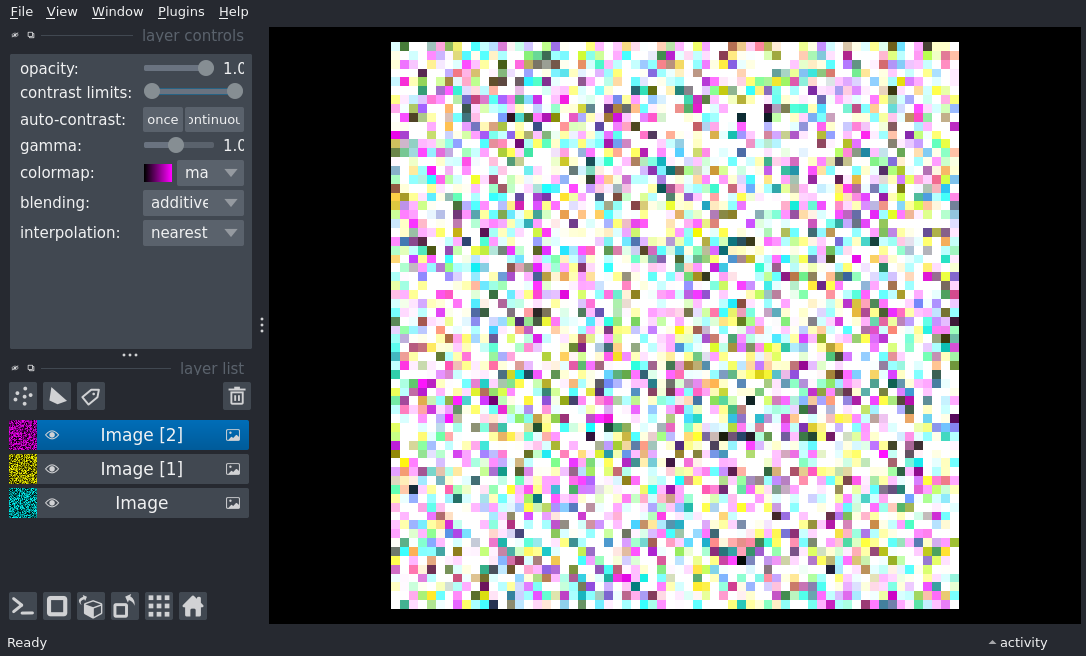 File View Window Plugins Help
layer controls
opacity: 1.0
contrast limits:
auto-contrast: once ontinuou
gamma: 1.0
colormap: ma
blending: additive
interpolation: nearest
layer list
Image [2]
Image [1]
Image
Ready activity